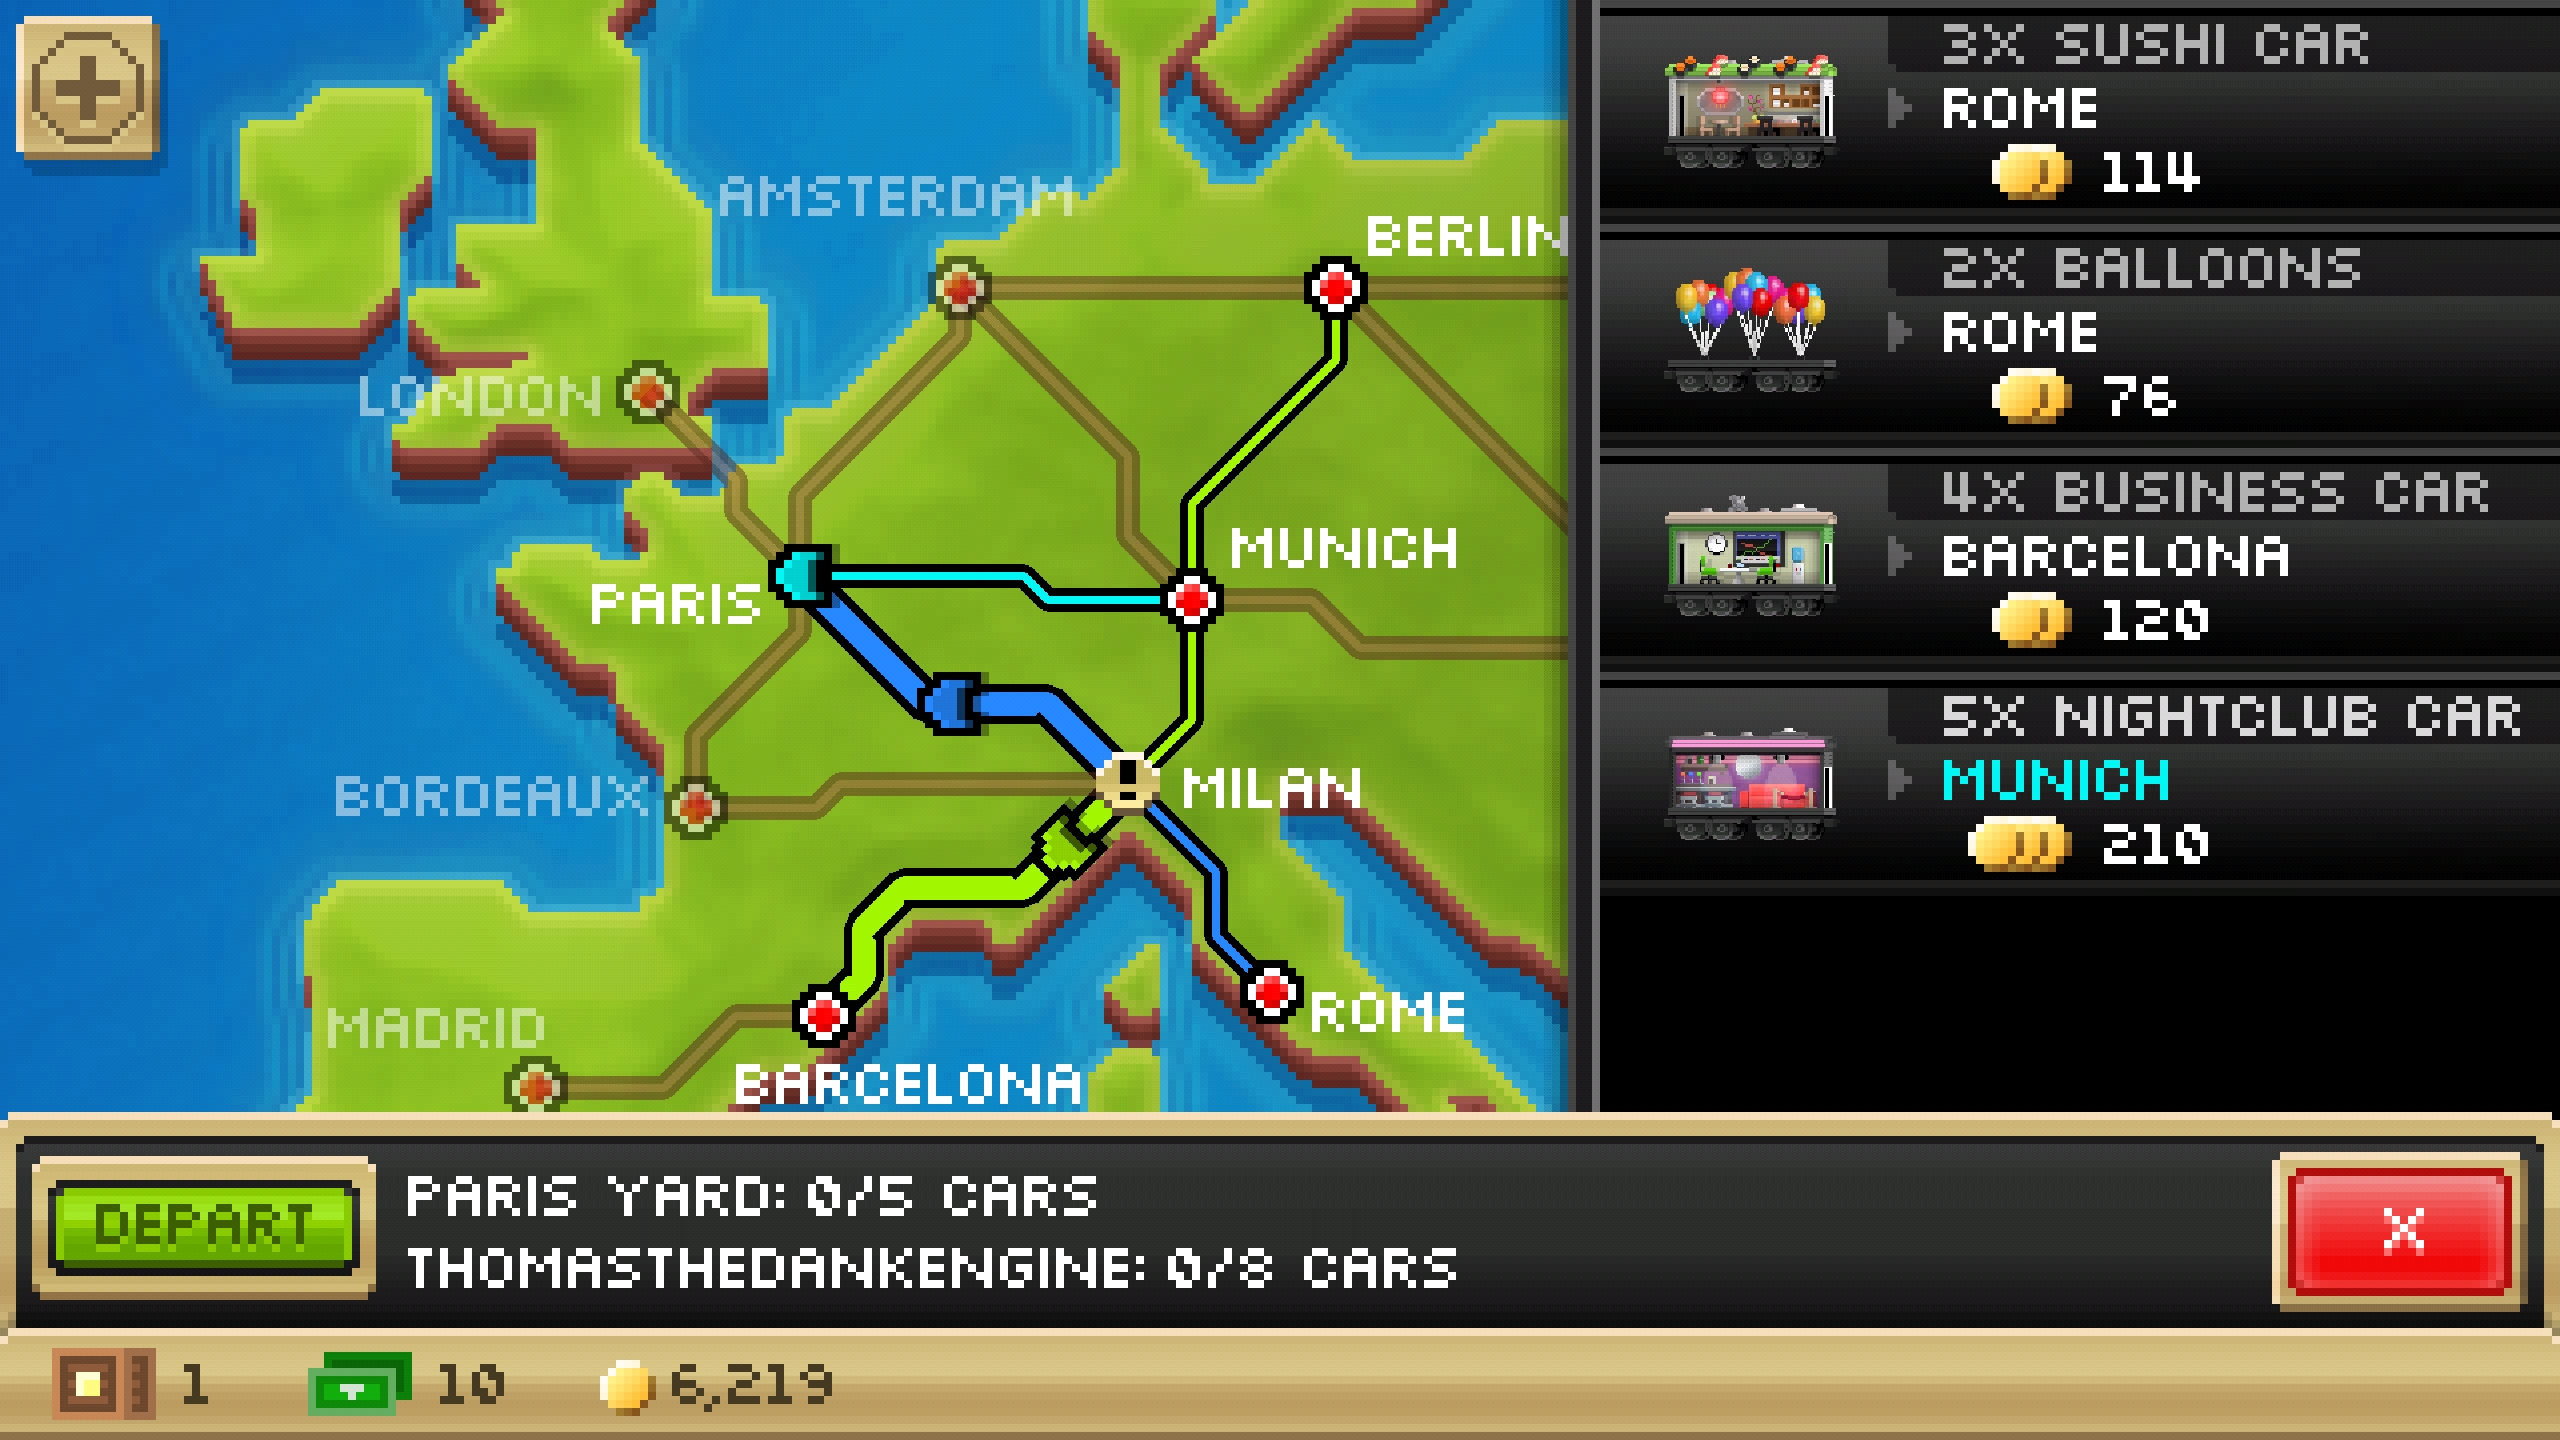 AMSTERDAM
BERLIN
LONDON
MUNICH
PARIS
BORDEAUX
MILAN
MADRID
ROME
BARCELONA
3X SUSHI CAR
ROME
114
2X BALLOONS
ROME
76
4X BUSINESS CAR
BARCELONA
120
5X NIGHTCLUB CAR
MUNICH
210
DEPART
PARIS YARD: 0/5 CARS
THOMASTHEDANKENGINE: 0/8 CARS
X
1
10
6,219